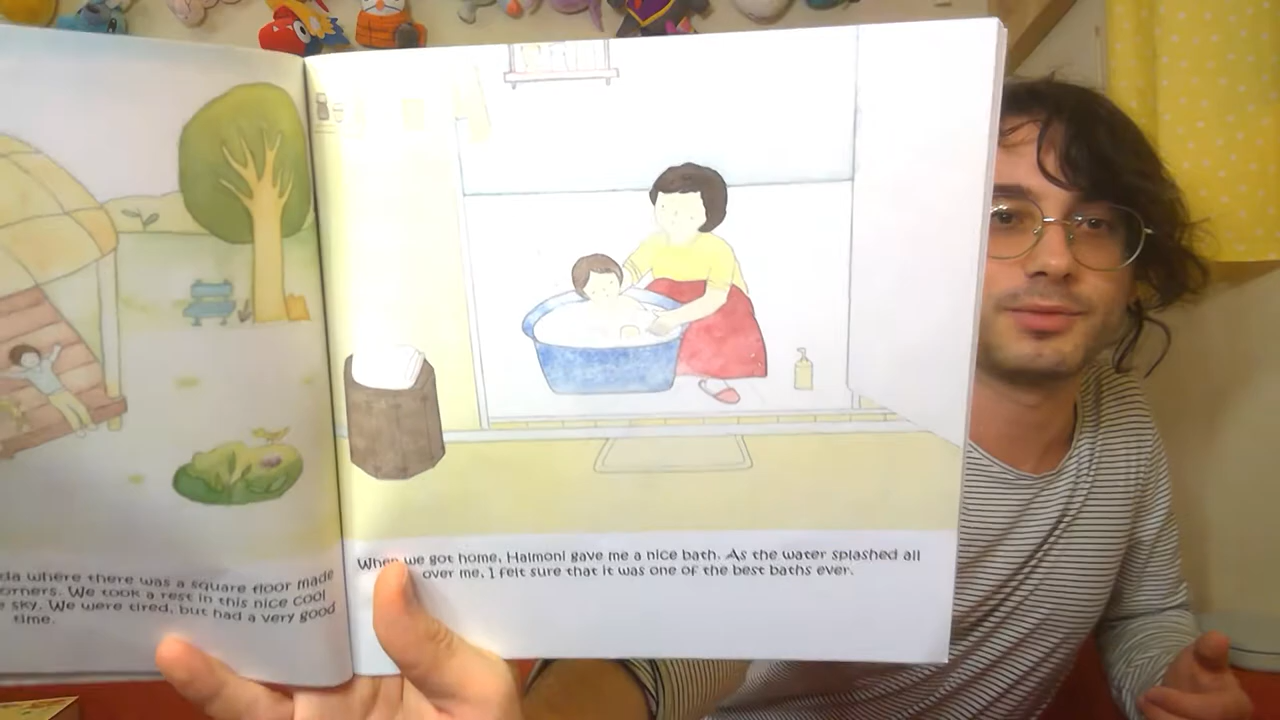 da where there was a square floor made
orners. We took a rest in this nice cool
e sky. We were tired, but had a very good
time.
When we got home, Halmoni gave me a nice bath. As the water splashed all
over me, I felt sure that it was one of the best baths ever.